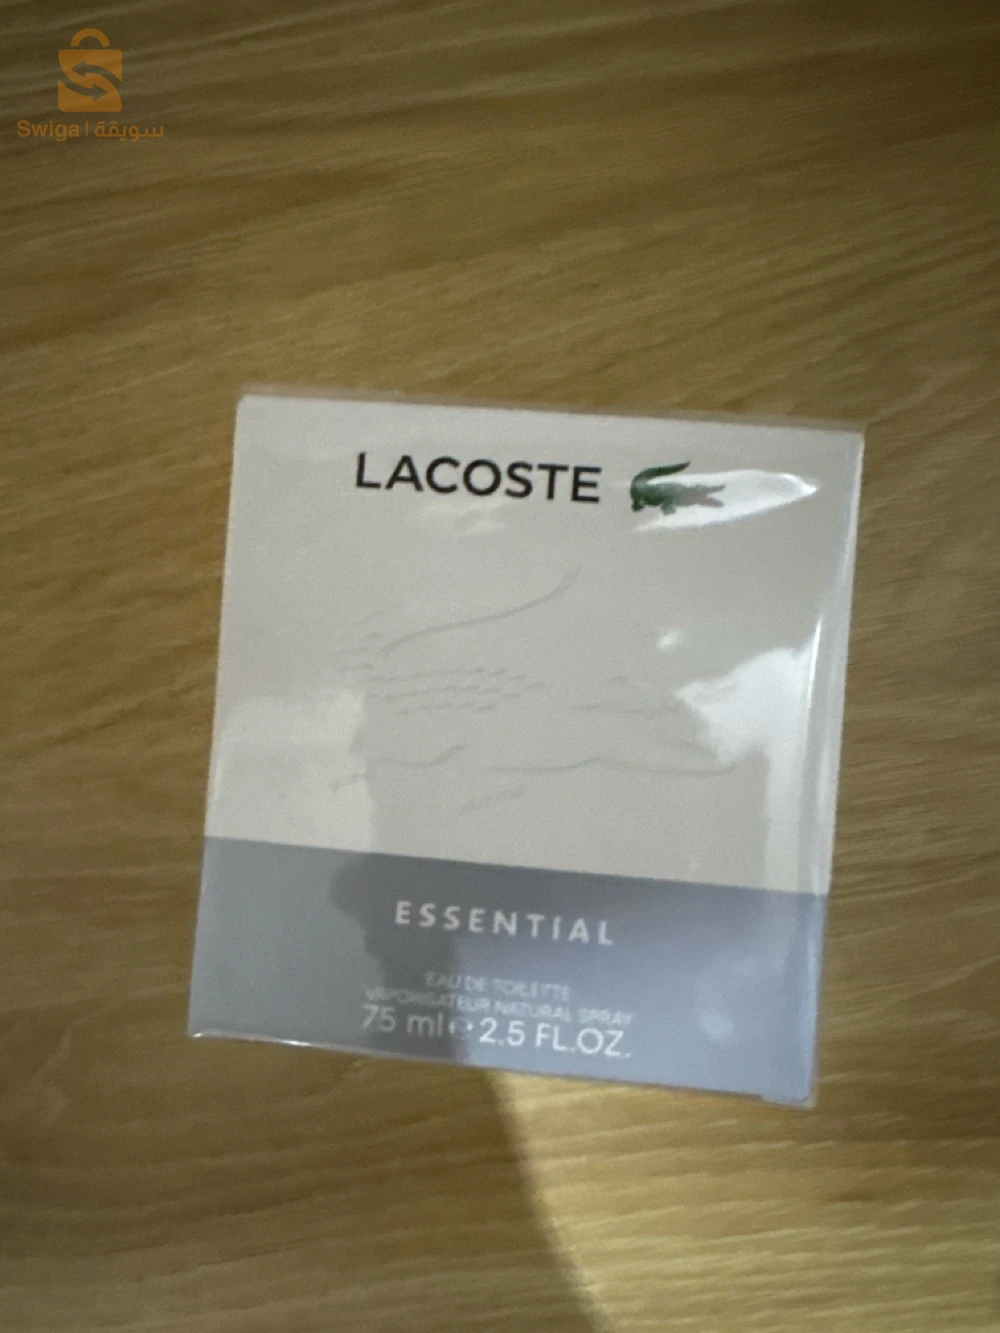 Swiga | سويقة
LACOSTE
ESSENTIAL
EAU DE TOILETTE
VAPORISATEUR NATURAL SPRAY
75 ml e 2.5 FL.OZ.